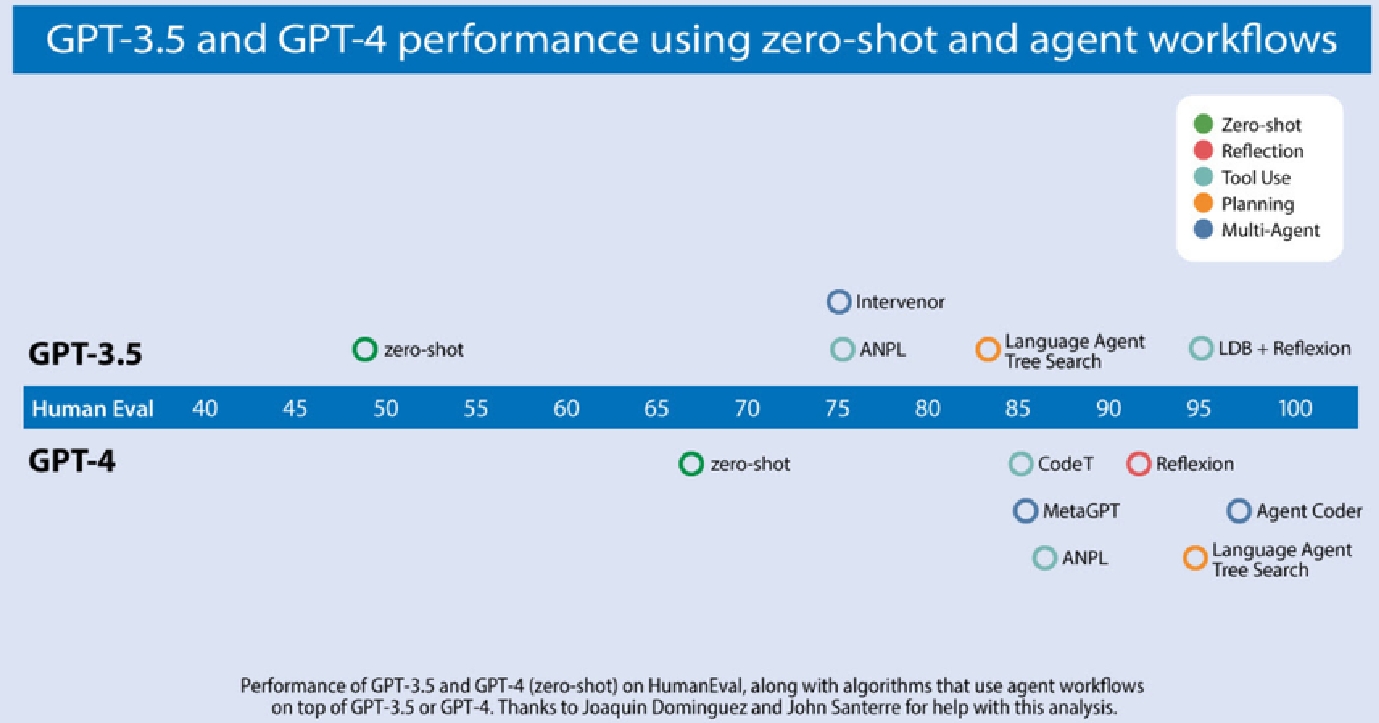 GPT-3.5 and GPT-4 performance using zero-shot and agent workflows
Zero-shot
Reflection
Tool Use
Planning
Multi-Agent
Intervenor
GPT-3.5
zero-shot
ANPL
Language Agent
Tree Search
LDB + Reflexion
Human Eval 40 45 50 55 60 65 70 75 80 85 90 95 100
GPT-4
zero-shot
CodeT
Reflexion
MetaGPT
Agent Coder
ANPL
Language Agent
Tree Search
Performance of GPT-3.5 and GPT-4 (zero-shot) on HumanEval, along with algorithms that use agent workflows
on top of GPT-3.5 or GPT-4. Thanks to Joaquin Dominguez and John Santerre for help with this analysis.